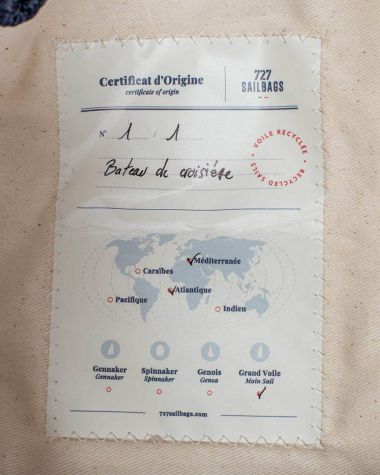 Certificat d'Origine
certificate of origin
727
SAILBAGS
N° 1 / 1
Bateau de croisière
• VOILE RECYCLÉE • RECYCLED SAILS
Méditerranée
Caraïbes
Atlantique
Pacifique
Indien
Gennaker Spinnaker Genois Grand Voile
Gennaker Spinnaker Genoa Main Sail
727sailbags.com